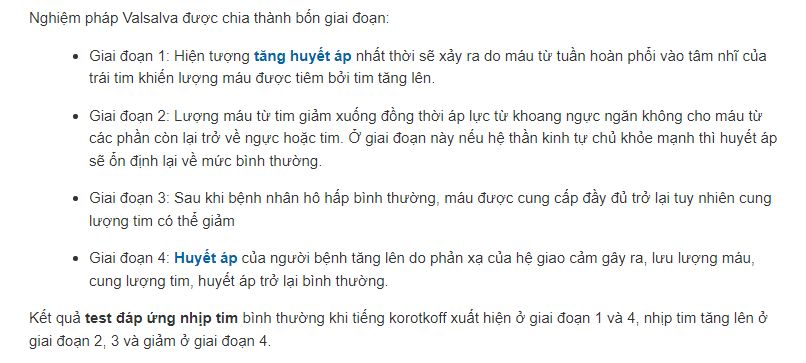 Nghiệm pháp Valsalva được chia thành bốn giai đoạn:
• Giai đoạn 1: Hiện tượng tăng huyết áp nhất thời sẽ xảy ra do máu từ tuần hoàn phổi vào tâm nhĩ của
trái tim khiến lượng máu được tiêm bởi tim tăng lên.
• Giai đoạn 2: Lượng máu từ tim giảm xuống đồng thời áp lực từ khoang ngực ngăn không cho máu từ
các phần còn lại trở về ngực hoặc tim. Ở giai đoạn này nếu hệ thần kinh tự chủ khỏe mạnh thì huyết áp
sẽ ổn định lại về mức bình thường.
• Giai đoạn 3: Sau khi bệnh nhân hô hấp bình thường, máu được cung cấp đầy đủ trở lại tuy nhiên cung
lượng tim có thể giảm
• Giai đoạn 4: Huyết áp của người bệnh tăng lên do phản xạ của hệ giao cảm gây ra, lưu lượng máu,
cung lượng tim, huyết áp trở lại bình thường.
Kết quả test đáp ứng nhịp tim bình thường khi tiếng korotkoff xuất hiện ở giai đoạn 1 và 4, nhịp tim tăng lên ở
giai đoạn 2, 3 và giảm ở giai đoạn 4.